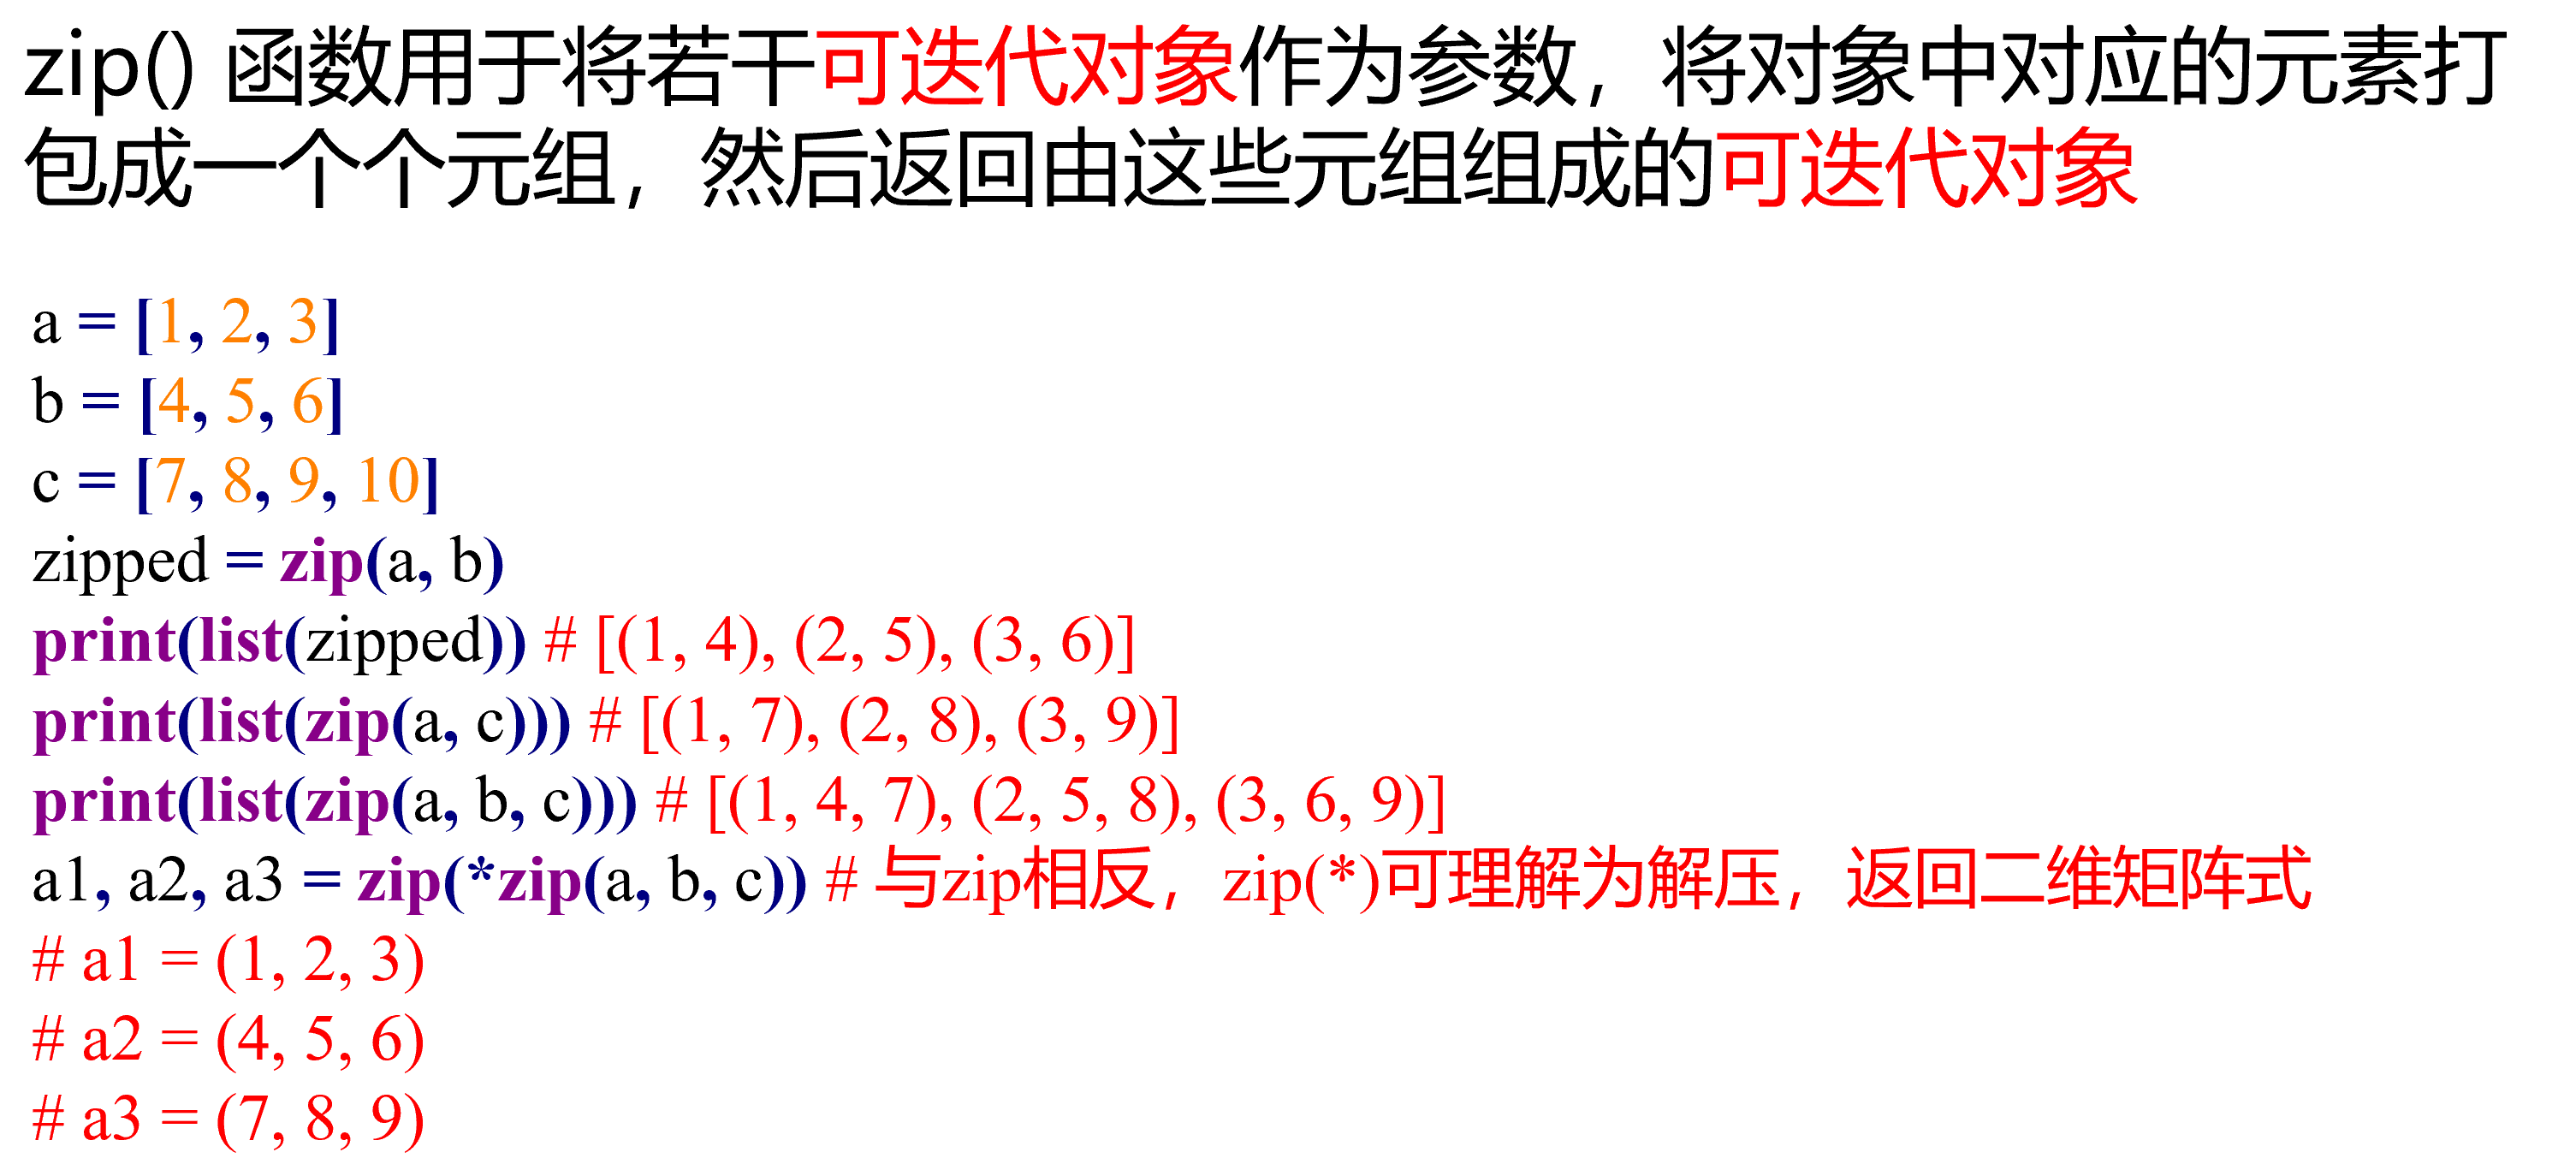 zip() 函数用于将若干可迭代对象作为参数，将对象中对应的元素打
包成一个个元组，然后返回由这些元组组成的可迭代对象
a = [1, 2, 3]
b = [4, 5, 6]
c = [7, 8, 9, 10]
zipped = zip(a, b)
print(list(zipped)) # [(1, 4), (2, 5), (3, 6)]
print(list(zip(a, c))) # [(1, 7), (2, 8), (3, 9)]
print(list(zip(a, b, c))) # [(1, 4, 7), (2, 5, 8), (3, 6, 9)]
a1, a2, a3 = zip(*zip(a, b, c)) # 与zip相反，zip(*)可理解为解压，返回二维矩阵式
# a1 = (1, 2, 3)
# a2 = (4, 5, 6)
# a3 = (7, 8, 9)